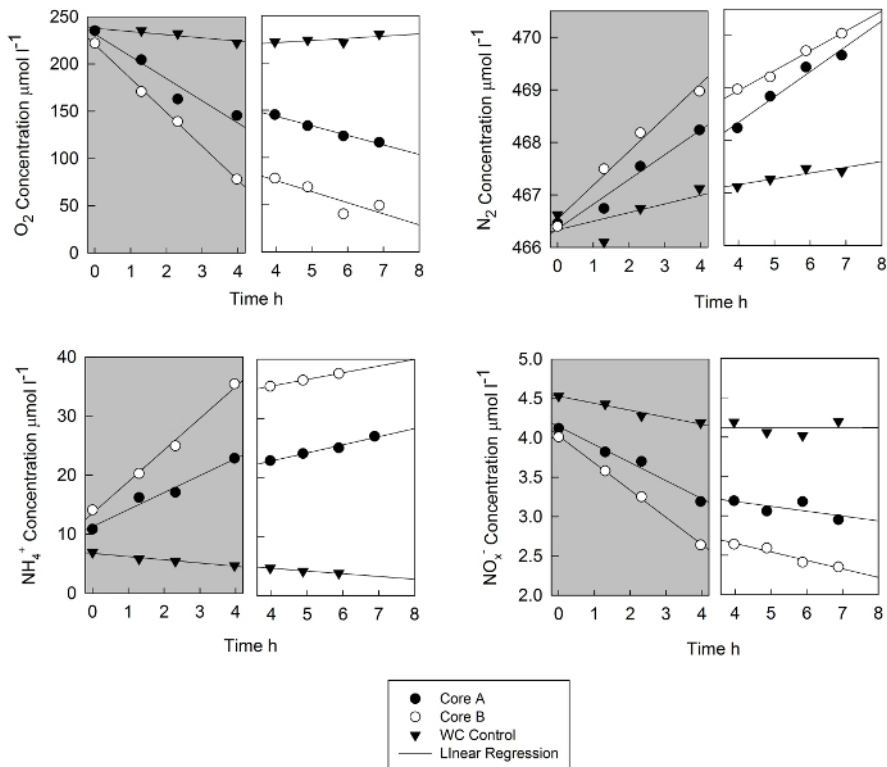 O2 Concentration μmol l−1
250
200
150
100
50
0
0 1 2 3 4
4 5 6 7 8
Time h
N2 Concentration μmol l−1
470
469
468
467
466
0 1 2 3 4
4 5 6 7 8
Time h
NH4+ Concentration μmol l−1
40
30
20
10
0
0 1 2 3 4
4 5 6 7 8
Time h
NOx− Concentration μmol l−1
5.0
4.5
4.0
3.5
3.0
2.5
2.0
0 1 2 3 4
4 5 6 7 8
Time h
Core A
Core B
WC Control
LInear Regression